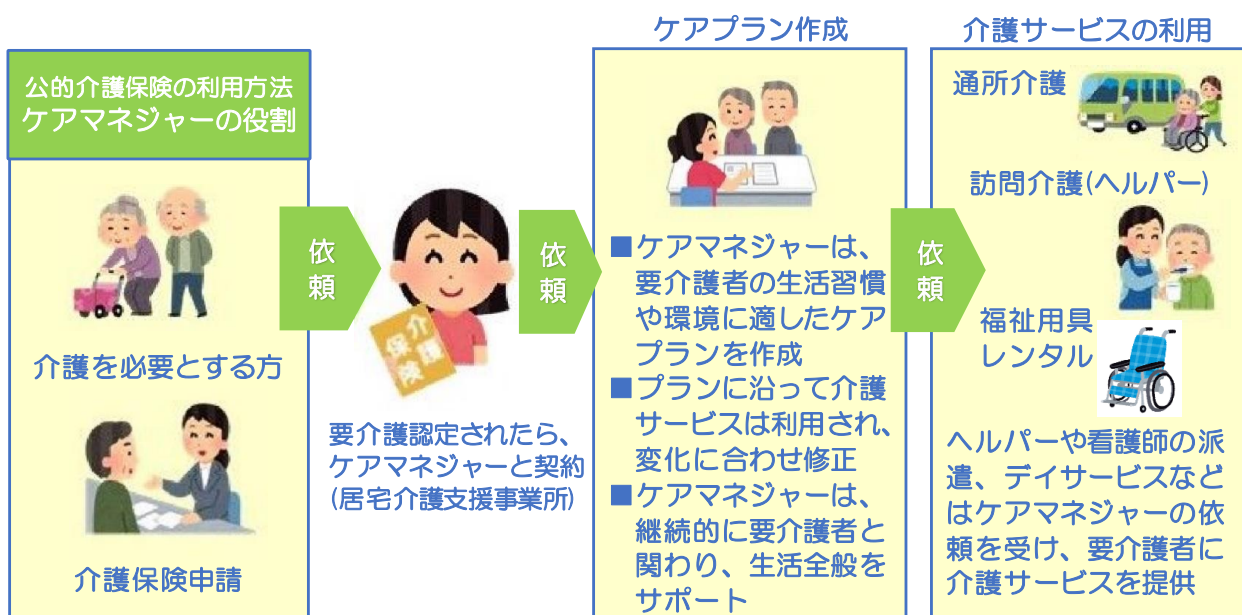 公的介護保険の利用方法
ケアマネジャーの役割
介護を必要とする方
介護保険申請
依
頼
介護
保険
要介護認定されたら、
ケアマネジャーと契約
(居宅介護支援事業所)
依
頼
ケアプラン作成
■ケアマネジャーは、
要介護者の生活習慣
や環境に適したケア
プランを作成
■プランに沿って介護
サービスは利用され、
変化に合わせ修正
■ケアマネジャーは、
継続的に要介護者と
関わり、生活全般を
サポート
依
頼
介護サービスの利用
通所介護
訪問介護(ヘルパー)
福祉用具
レンタル
ヘルパーや看護師の派
遣、デイサービスなど
はケアマネジャーの依
頼を受け、要介護者に
介護サービスを提供